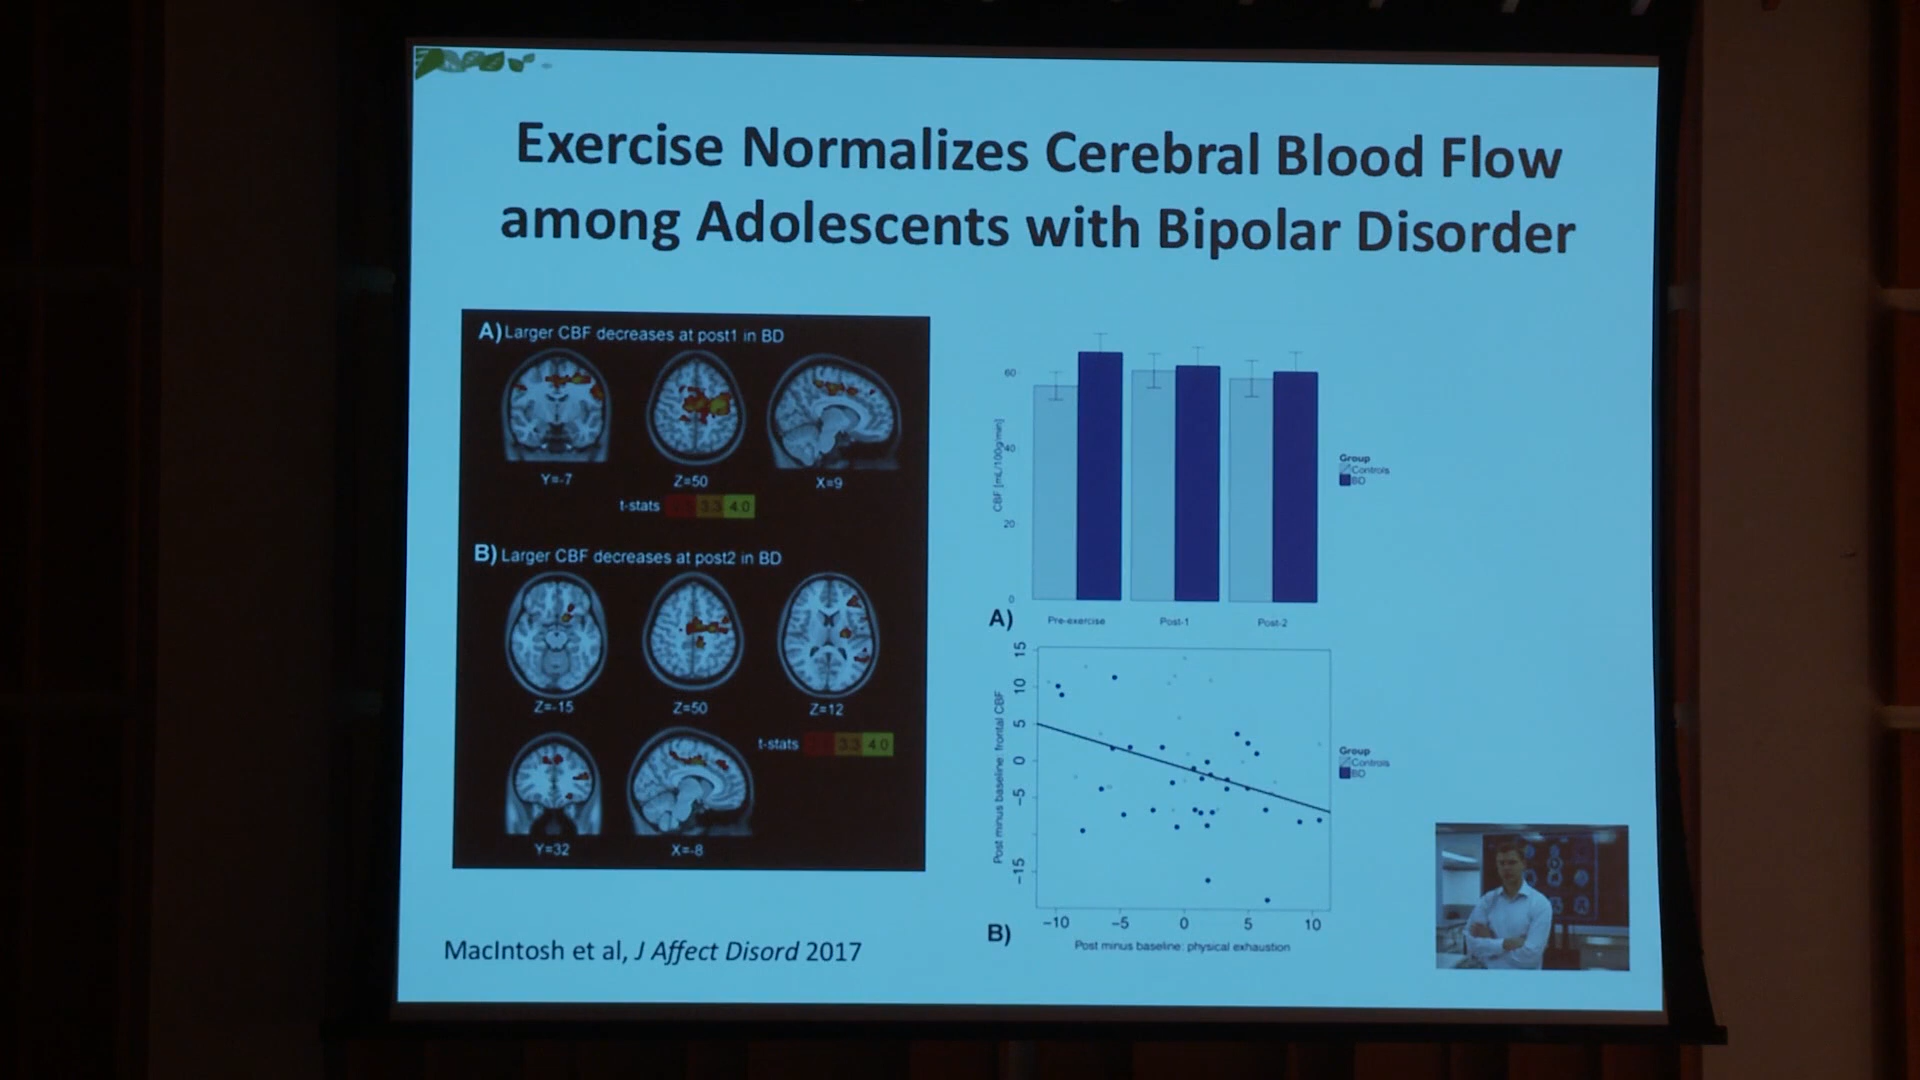 Exercise Normalizes Cerebral Blood Flow
among Adolescents with Bipolar Disorder
A) Larger CBF decreases at post1 in BD
Y=-7
Z=50
X=9
t-stats 3.3 4.0
B) Larger CBF decreases at post2 in BD
Z=-15
Z=50
Z=12
t-stats 3.3 4.0
Y=32
X=-8
MacIntosh et al, J Affect Disord 2017
CBF [mL/100g/min]
60
40
20
0
Pre-exercise
Post-1
Post-2
A)
Group
Controls
BD
Post minus baseline: frontal CBF
15
10
5
0
−5
−15
−10
−5
0
5
10
Post minus baseline: physical exhaustion
B)
Group
Controls
BD